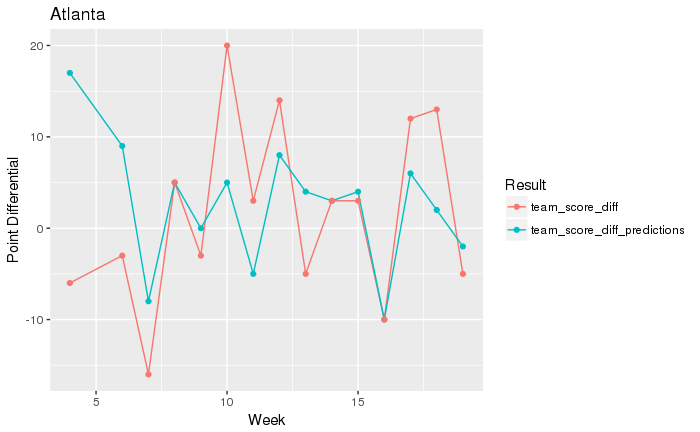 Atlanta
Point Differential
20
10
0
-10
5
10
15
Week
Result
team_score_diff
team_score_diff_predictions